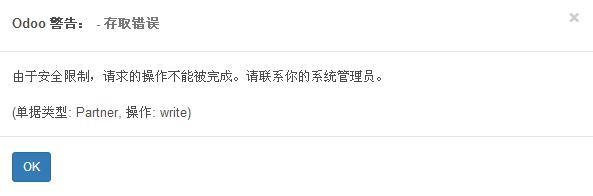 Odoo 警告： - 存取错误
×
由于安全限制，请求的操作不能被完成。请联系你的系统管理员。
(单据类型: Partner, 操作: write)
OK